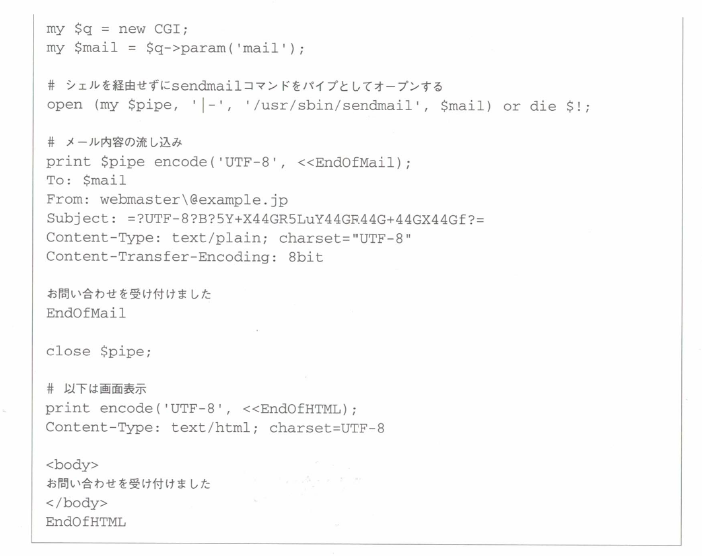 my $q = new CGI;
my $mail = $q->param('mail');
# シェルを経由せずにsendmailコマンドをパイプとしてオープンする
open (my $pipe, '|-', '/usr/sbin/sendmail', $mail) or die $!;
# メール内容の流し込み
print $pipe encode('UTF-8', <<EndOfMail);
To: $mail
From: webmaster\@example.jp
Subject: =?UTF-8?B?5Y+X44GR5LuY44GR44G+44GX44Gf?=
Content-Type: text/plain; charset="UTF-8"
Content-Transfer-Encoding: 8bit
お問い合わせを受け付けました
EndOfMail
close $pipe;
# 以下は画面表示
print encode('UTF-8', <<EndOfHTML);
Content-Type: text/html; charset=UTF-8
<body>
お問い合わせを受け付けました
</body>
EndOfHTML